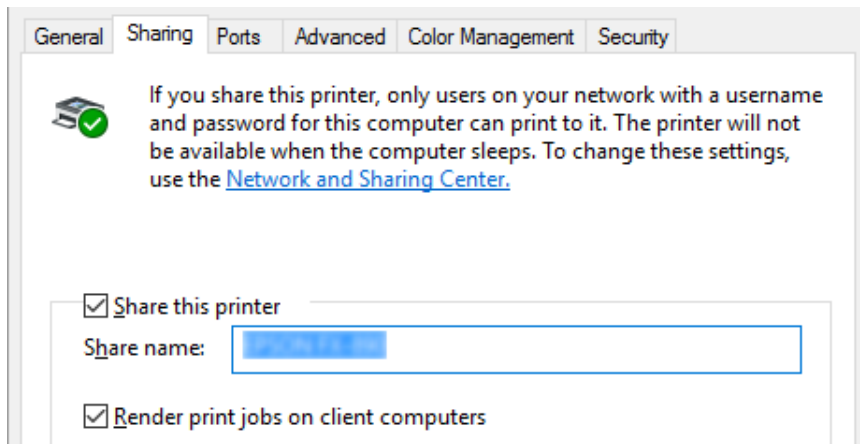 General Sharing Ports Advanced Color Management Security
If you share this printer, only users on your network with a username
and password for this computer can print to it. The printer will not
be available when the computer sleeps. To change these settings,
use the Network and Sharing Center.
Share this printer
Share name:
Render print jobs on client computers